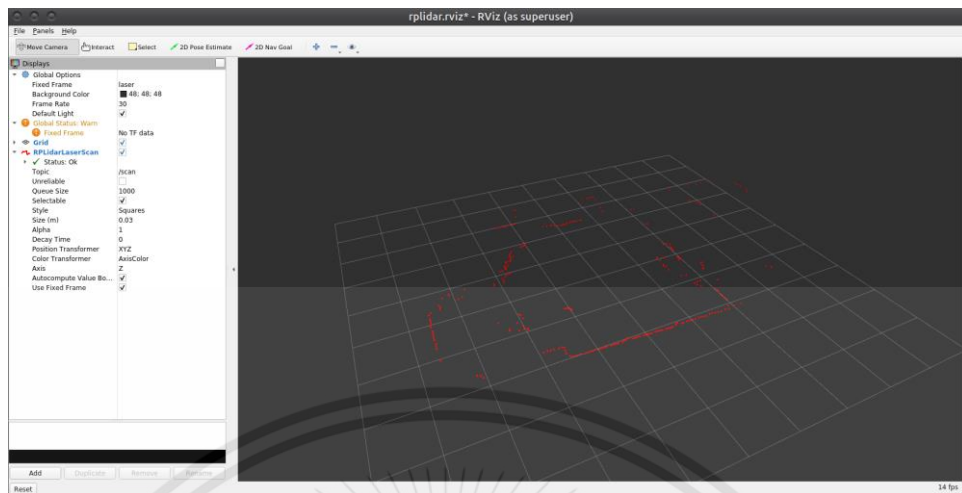 rplidar.rviz* - RViz (as superuser)
File Panels Help
Move Camera Interact Select 2D Pose Estimate 2D Nav Goal
Displays
Global Options
Fixed Frame laser
Background Color 48; 48; 48
Frame Rate 30
Default Light
Global Status: Warn
Fixed Frame No TF data
Grid
RPLidarLaserScan
Status: Ok
Topic /scan
Unreliable
Queue Size 1000
Selectable
Style Squares
Size (m) 0.03
Alpha 1
Decay Time 0
Position Transformer XYZ
Color Transformer AxisColor
Axis Z
Autocompute Value Bo...
Use Fixed Frame
Add Duplicate Remove Rename
Reset 14 fps